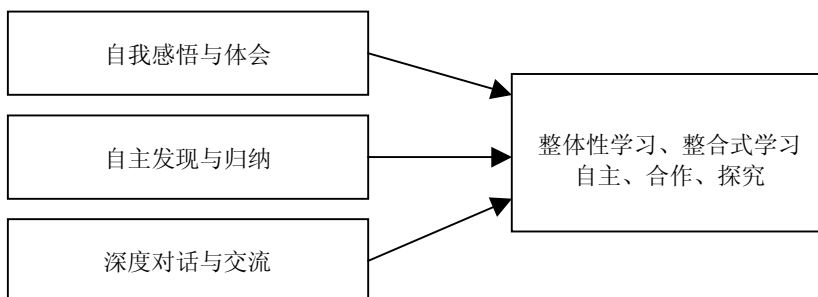 自我感悟与体会
自主发现与归纳
深度对话与交流
整体性学习、整合式学习
自主、合作、探究